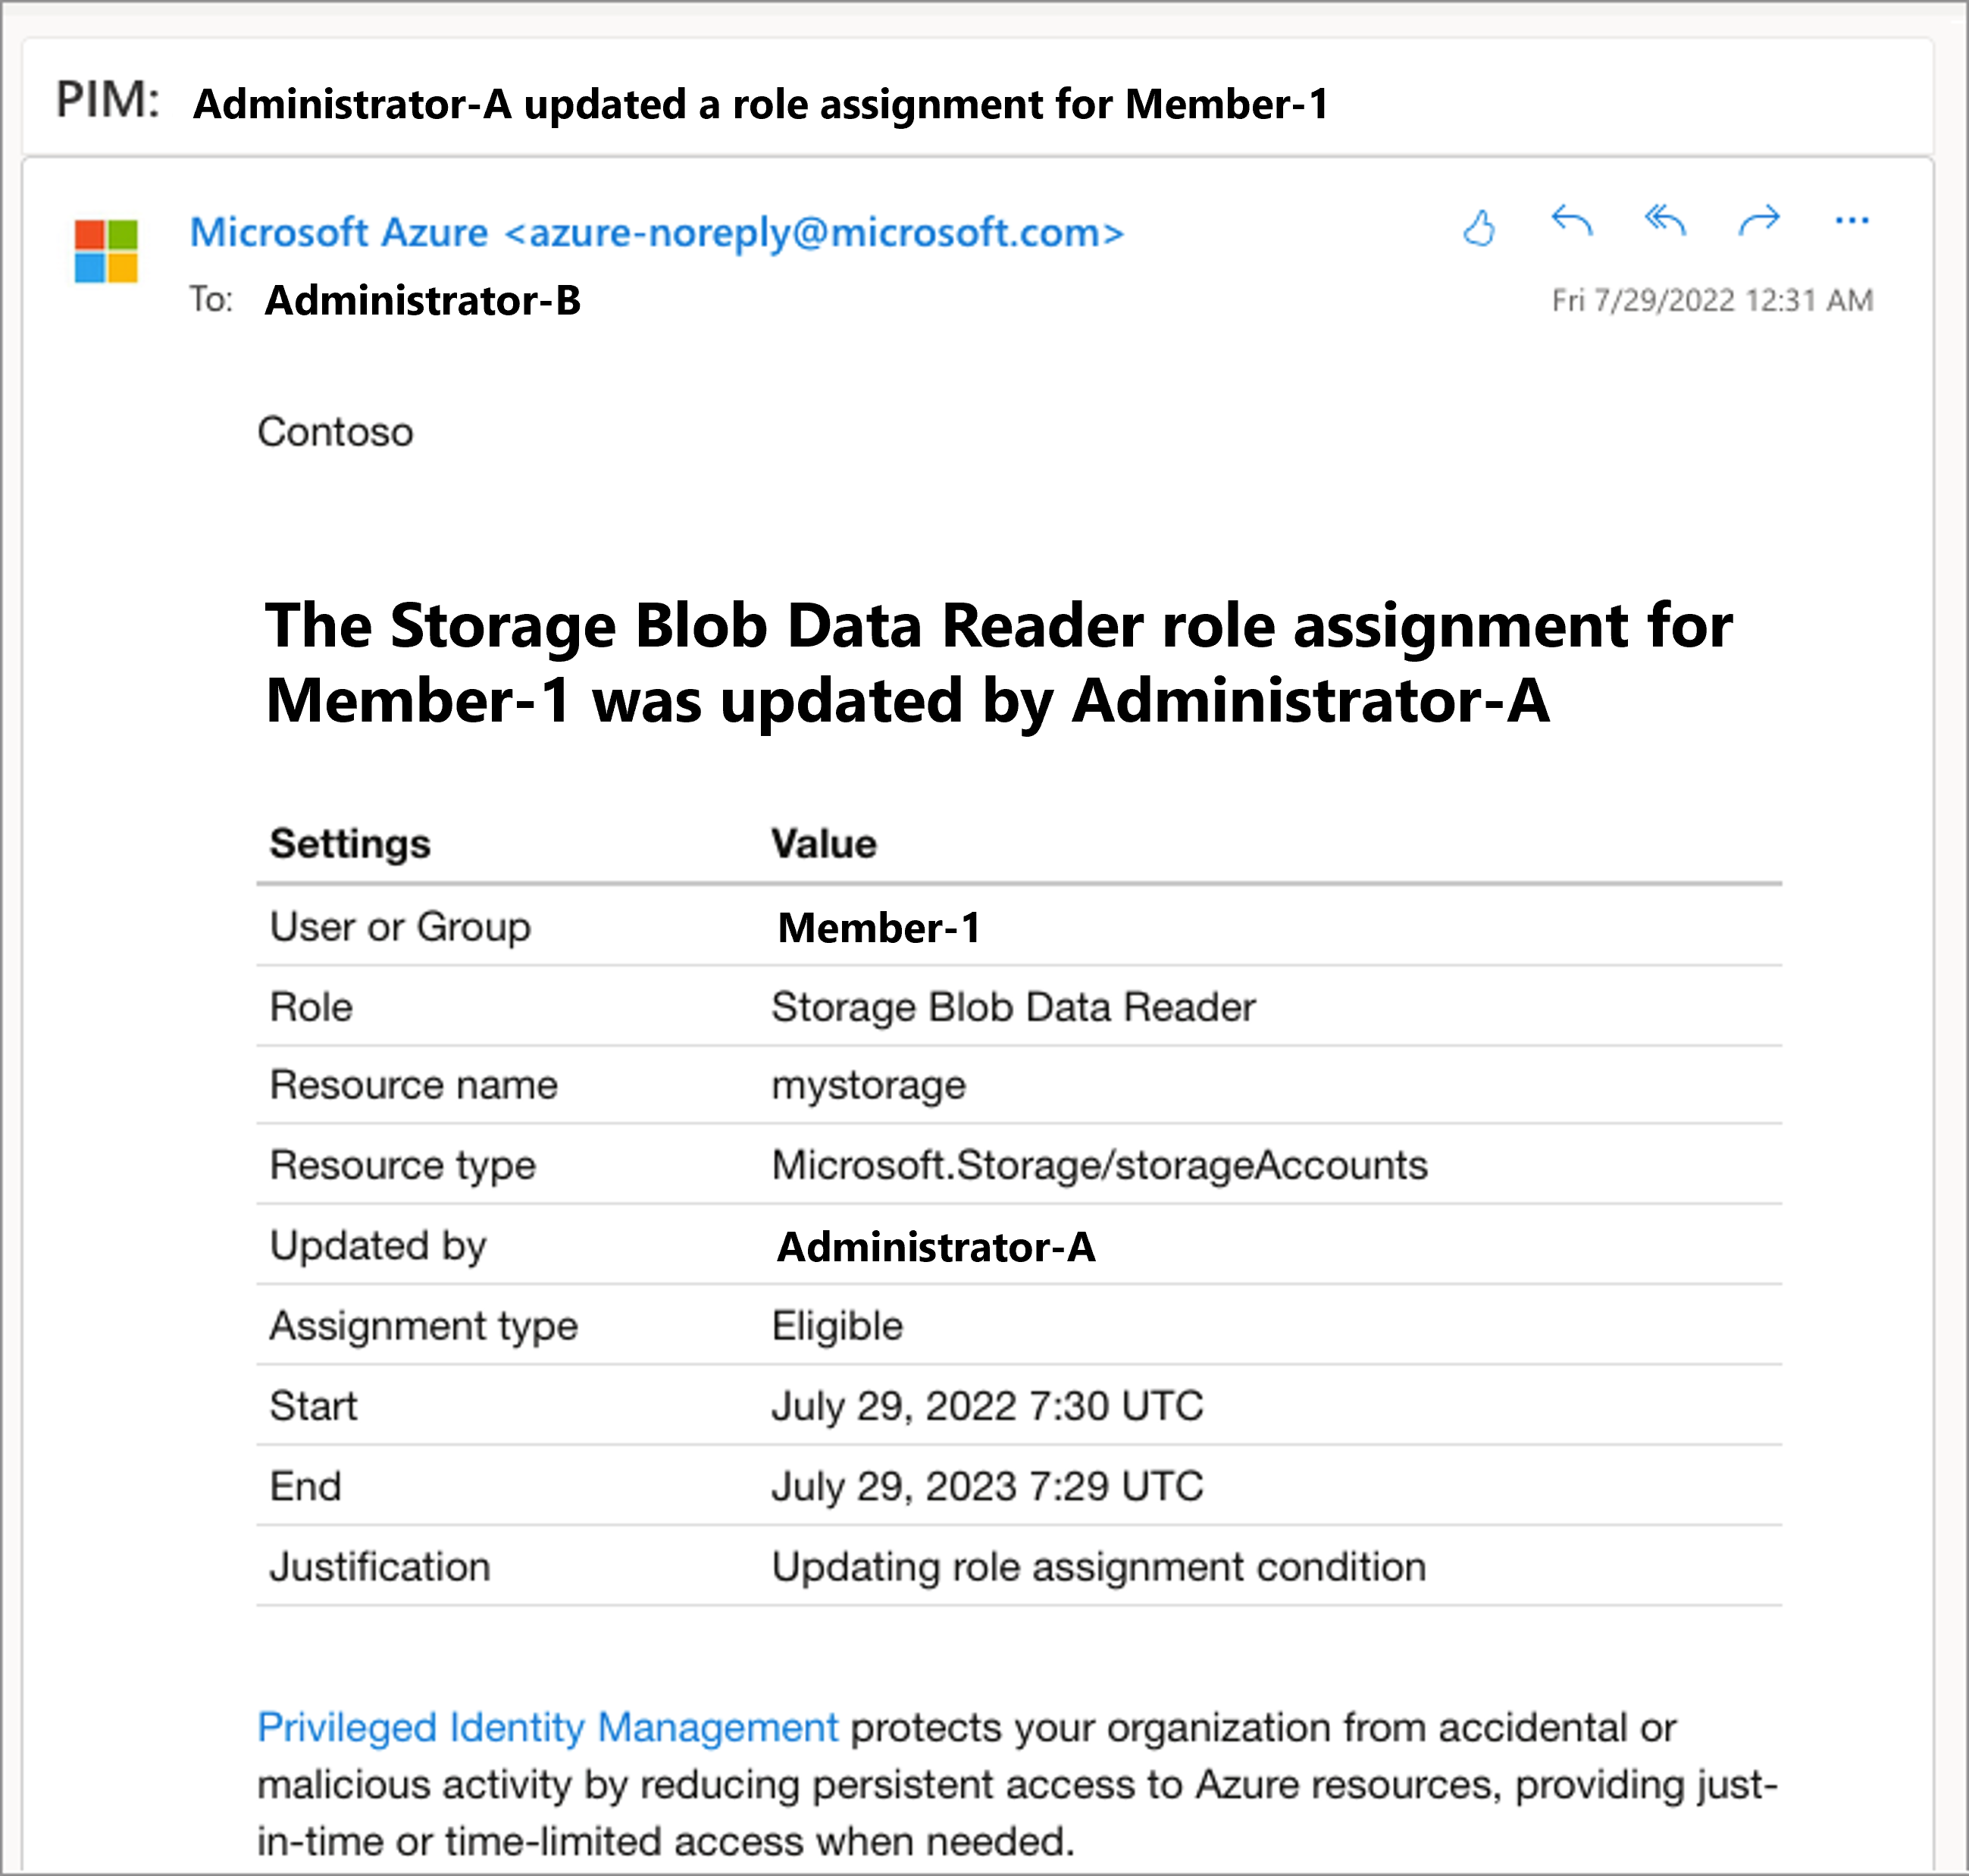 PIM: Administrator-A updated a role assignment for Member-1
Microsoft Azure <azure-noreply@microsoft.com>
To: Administrator-B
Fri 7/29/2022 12:31 AM
Contoso
The Storage Blob Data Reader role assignment for
Member-1 was updated by Administrator-A
Settings Value
User or Group Member-1
Role Storage Blob Data Reader
Resource name mystorage
Resource type Microsoft.Storage/storageAccounts
Updated by Administrator-A
Assignment type Eligible
Start July 29, 2022 7:30 UTC
End July 29, 2023 7:29 UTC
Justification Updating role assignment condition
Privileged Identity Management protects your organization from accidental or
malicious activity by reducing persistent access to Azure resources, providing just-
in-time or time-limited access when needed.